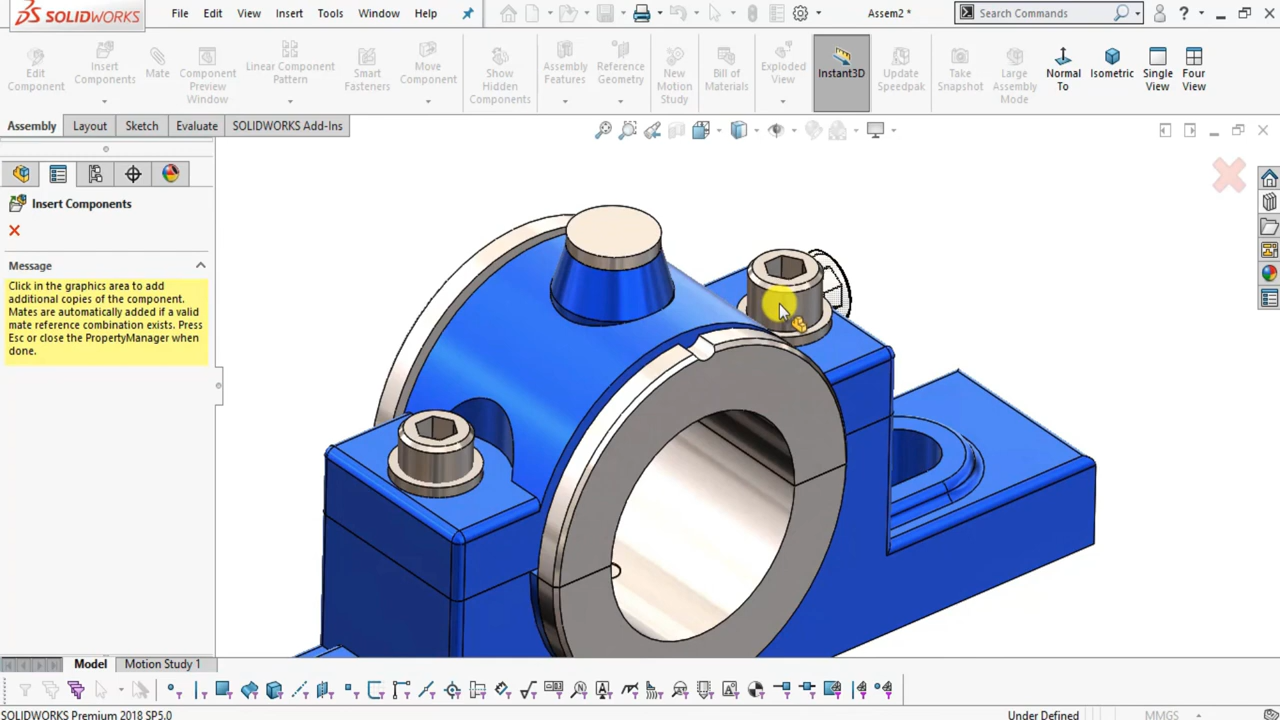 SOLIDWORKS
File Edit View Insert Tools Window Help
Assem2 *
Search Commands
?
Edit Component
Insert Components
Mate
Component Preview Window
Linear Component Pattern
Smart Fasteners
Move Component
Show Hidden Components
Assembly Features
Reference Geometry
New Motion Study
Bill of Materials
Exploded View
Instant3D
Update Speedpak
Take Snapshot
Large Assembly Mode
Normal To
Isometric
Single View
Four View
Assembly Layout Sketch Evaluate SOLIDWORKS Add-Ins
Insert Components
Message
Click in the graphics area to add
additional copies of the component.
Mates are automatically added if a valid
mate reference combination exists. Press
Esc or close the PropertyManager when
done.
Model Motion Study 1
SOLIDWORKS Premium 2018 SP5.0
Under Defined
MMGS